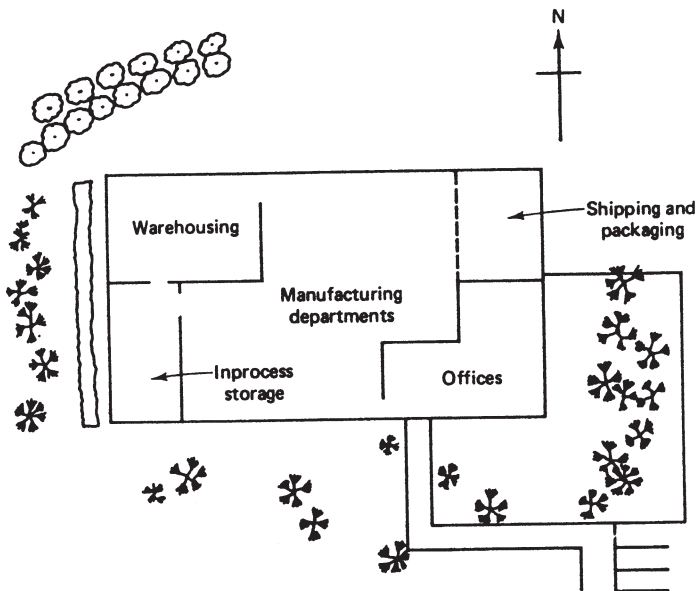 N
Warehousing
Shipping and
packaging
Manufacturing
departments
Inprocess
storage
Offices